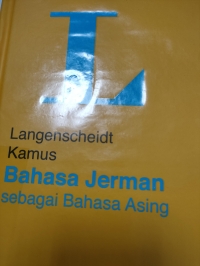 L
Langenscheidt
Kamus
Bahasa Jerman
sebagai Bahasa Asing